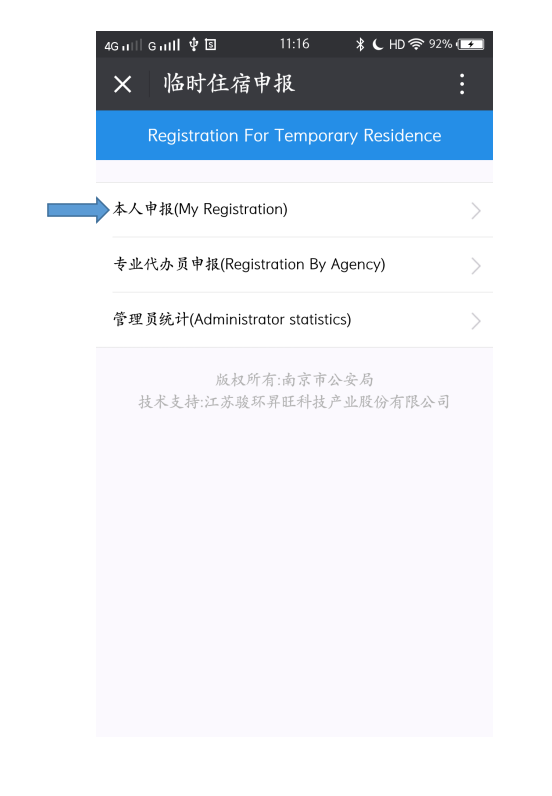 4G G 11:16 HD 92%
临时住宿申报
Registration For Temporary Residence
本人申报(My Registration)
专业代办员申报(Registration By Agency)
管理员统计(Administrator statistics)
版权所有:南京市公安局
技术支持:江苏骏环昇旺科技产业股份有限公司